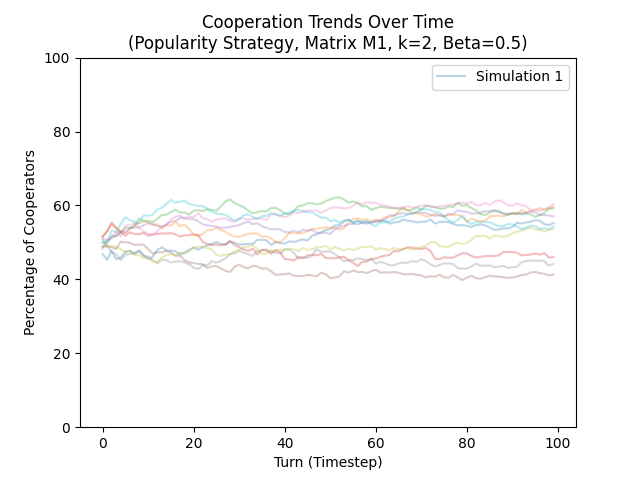 Cooperation Trends Over Time
(Popularity Strategy, Matrix M1, k=2, Beta=0.5)
Simulation 1
Percentage of Cooperators
100
80
60
40
20
0
0 20 40 60 80 100
Turn (Timestep)